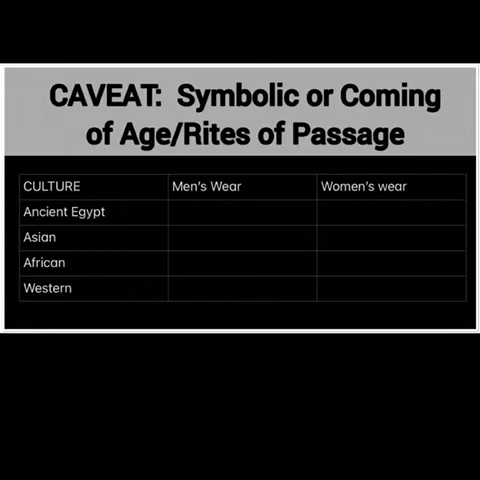 CAVEAT: Symbolic or Coming
of Age/Rites of Passage
CULTURE Men's Wear Women's wear
Ancient Egypt
Asian
African
Western